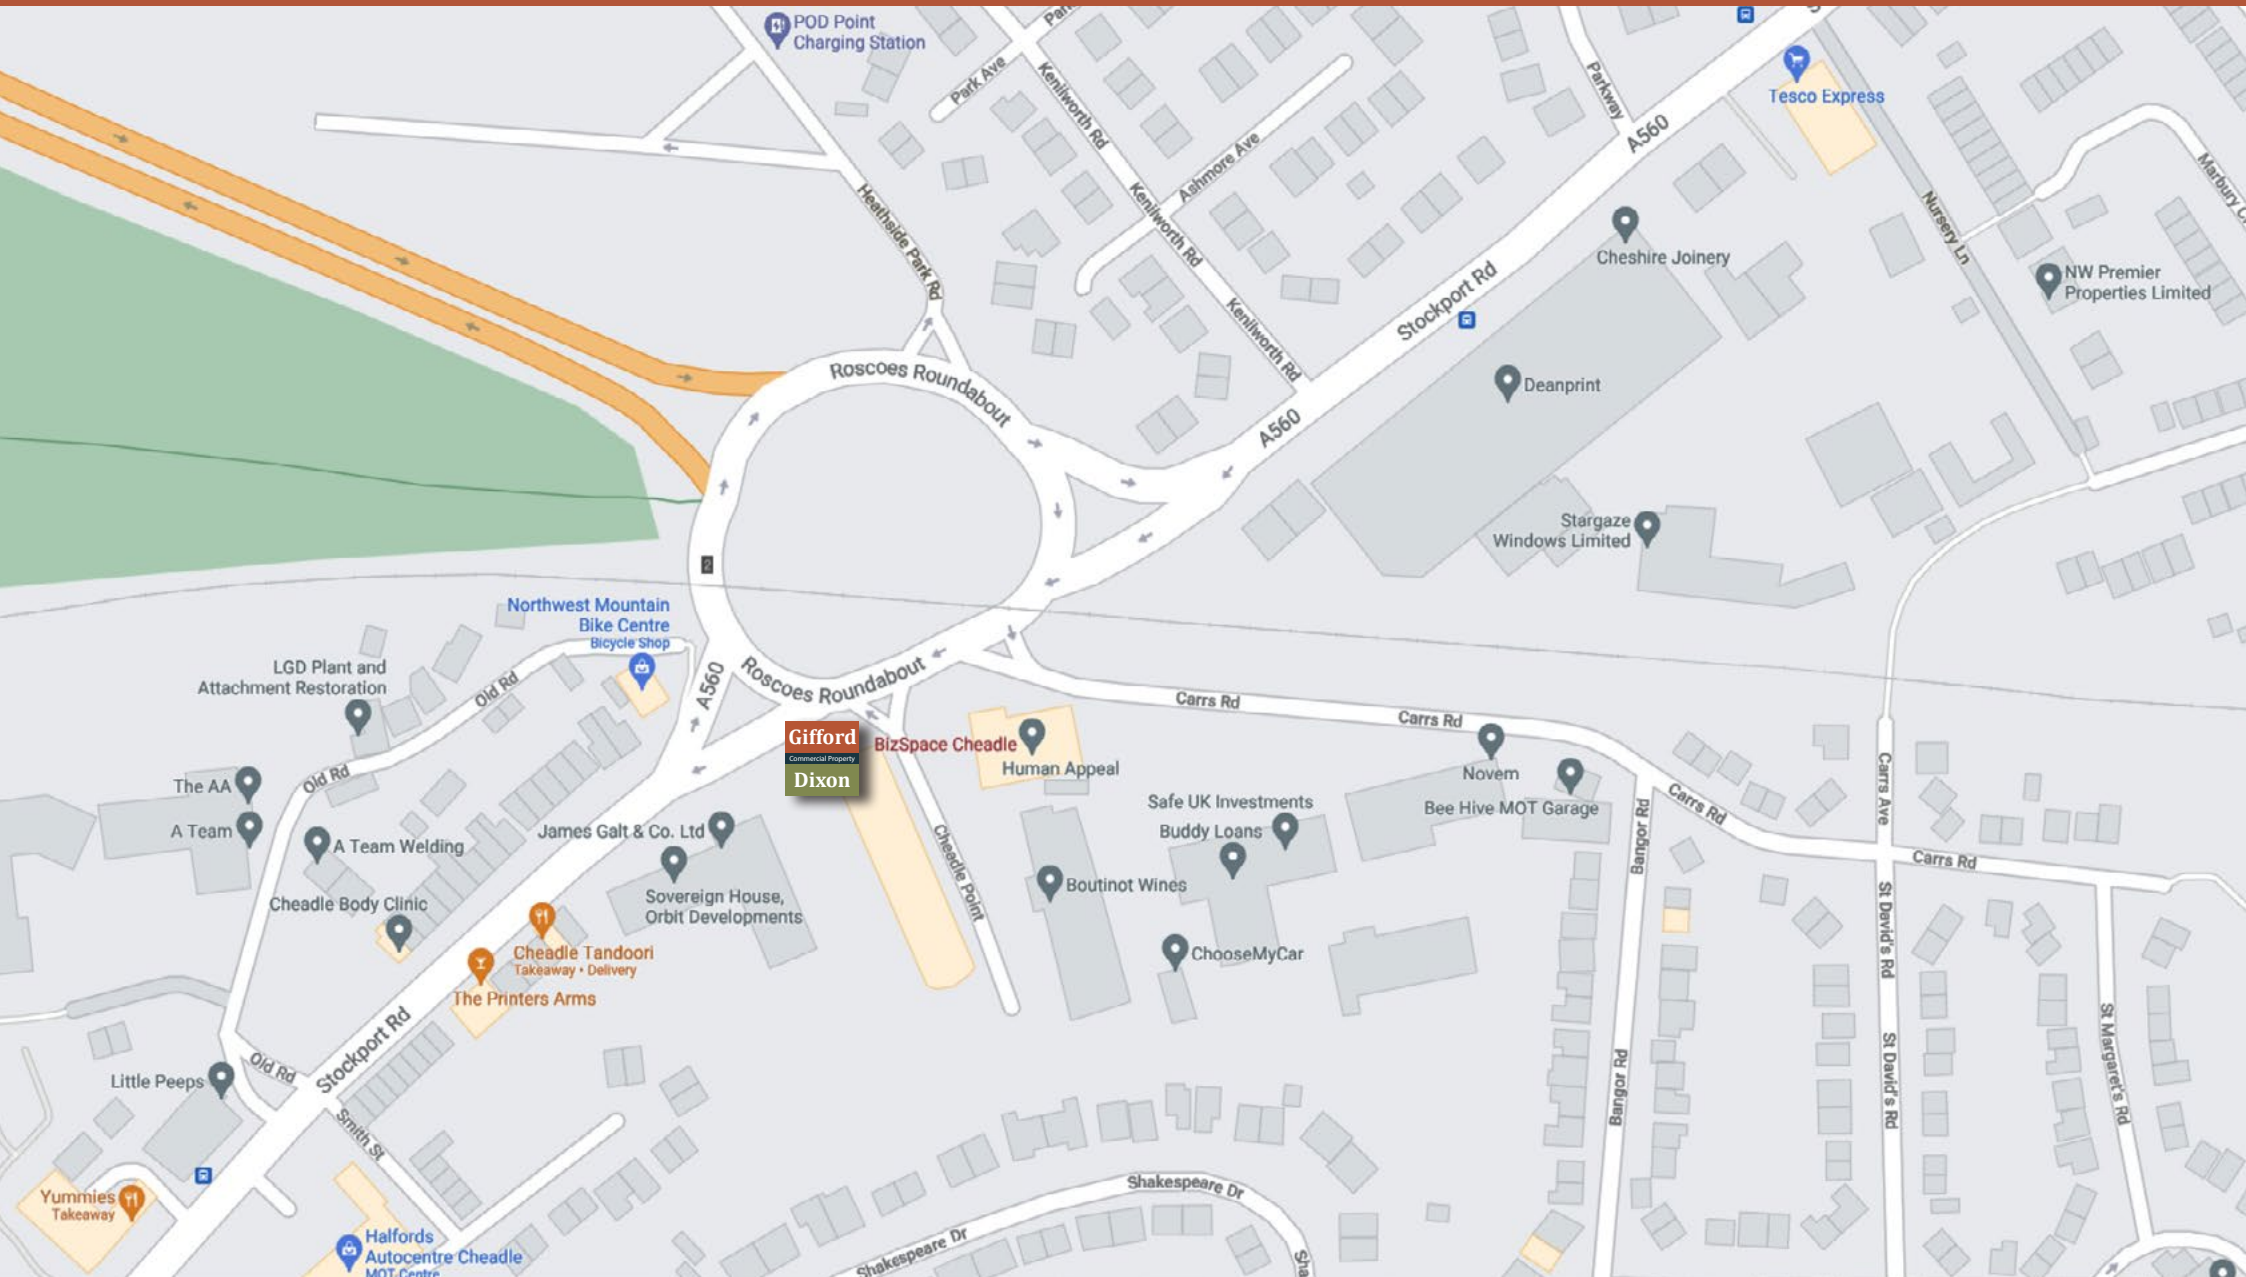 POD Point
Charging Station
Park Ave
Kenilworth Rd
Parkway
A560
Tesco Express
Ashmore Ave
Kenilworth Rd
Heathside Park Rd
Kenilworth Rd
Nursery Ln
Marbury
Cheshire Joinery
Stockport Rd
NW Premier
Properties Limited
Roscoes Roundabout
Deanprint
A560
Stargaze
Windows Limited
2
Northwest Mountain
Bike Centre
Bicycle Shop
LGD Plant and
Attachment Restoration
Old Rd
A560
Roscoes Roundabout
Carrs Rd
Carrs Rd
Gifford
Commercial Property
Dixon
BizSpace Cheadle
Human Appeal
Novem
Bee Hive MOT Garage
Carrs Rd
Carrs Ave
Carrs Rd
The AA
Old Rd
A Team
A Team Welding
James Galt & Co. Ltd
Safe UK Investments
Buddy Loans
Bangor Rd
Cheadle Point
Boutinot Wines
Sovereign House,
Orbit Developments
Cheadle Body Clinic
Cheadle Tandoori
Takeaway • Delivery
ChooseMyCar
St David's Rd
The Printers Arms
Stockport Rd
Old Rd
Little Peeps
Smith St
Bangor Rd
St David's Rd
St Margaret's Rd
Yummies
Takeaway
Shakespeare Dr
Shakespeare Dr
Sha
Halfords
Autocentre Cheadle
MOT Centre